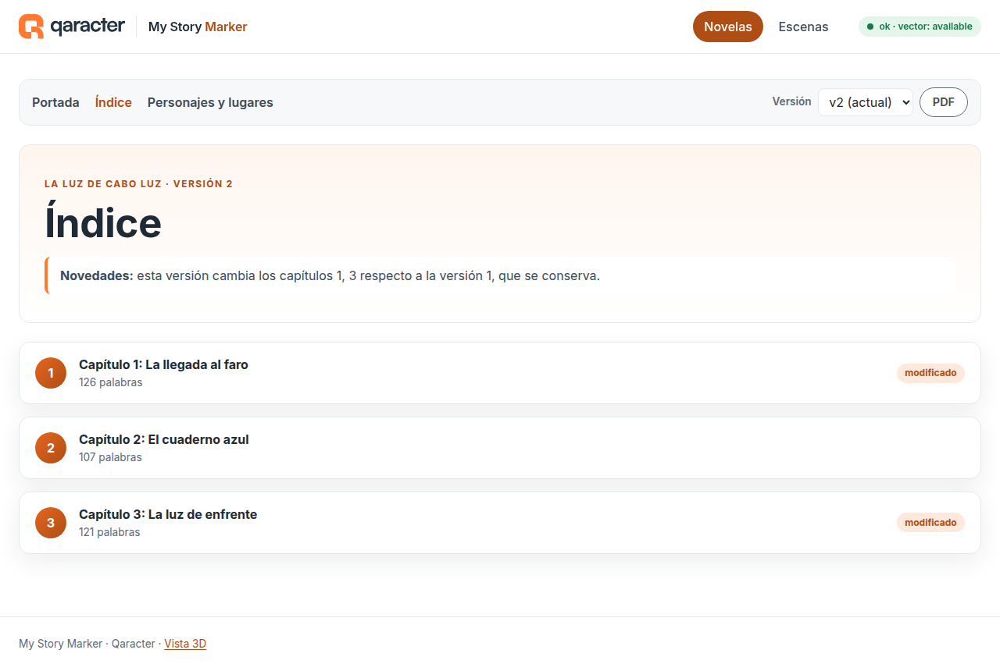 qaracter
My Story Marker
Novelas
Escenas
ok · vector: available
Portada
Índice
Personajes y lugares
Versión
v2 (actual)
PDF
LA LUZ DE CABO LUZ · VERSIÓN 2
Índice
Novedades: esta versión cambia los capítulos 1, 3 respecto a la versión 1, que se conserva.
1
Capítulo 1: La llegada al faro
126 palabras
modificado
2
Capítulo 2: El cuaderno azul
107 palabras
3
Capítulo 3: La luz de enfrente
121 palabras
modificado
My Story Marker · Qaracter · Vista 3D